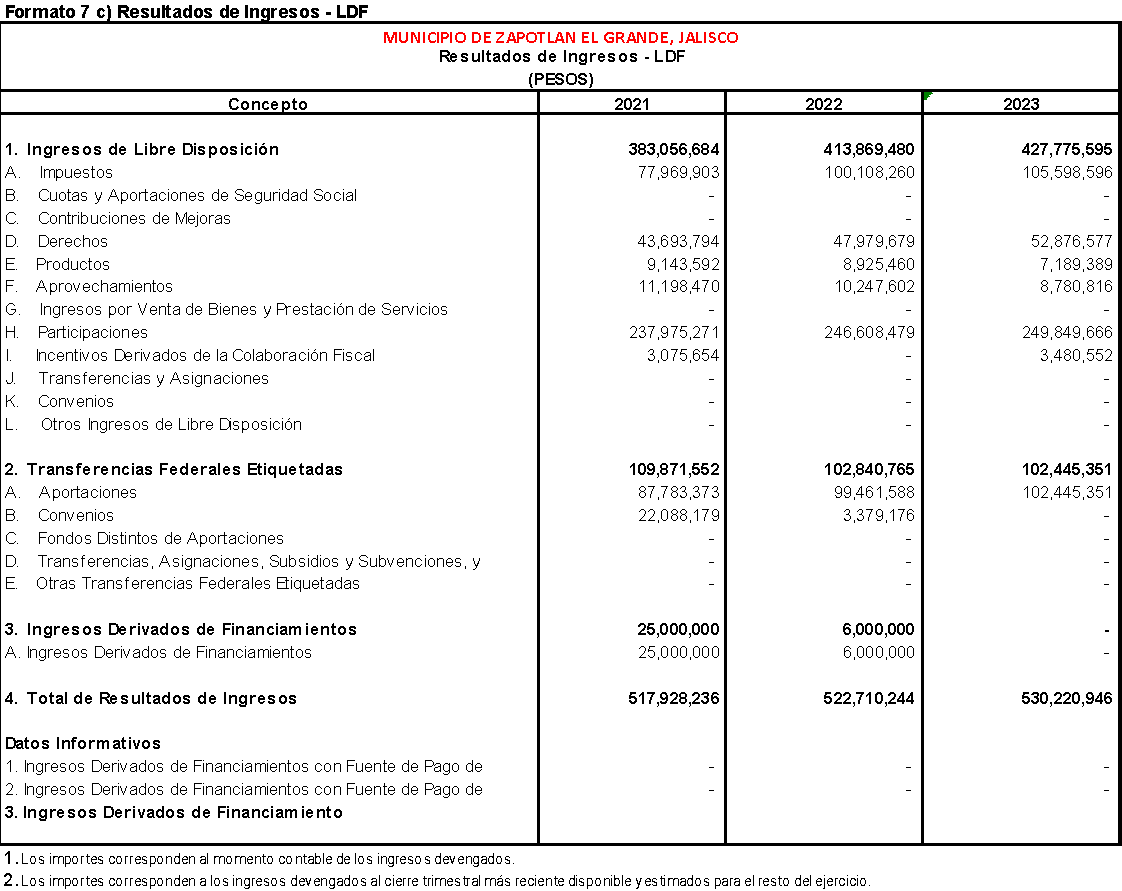 Formato 7 c) Resultados de Ingresos - LDF
MUNICIPIO DE ZAPOTLAN EL GRANDE, JALISCO
Resultados de Ingresos - LDF
(PESOS)
Concepto 2021 2022 2023
1. Ingresos de Libre Disposición 383,056,684 413,869,480 427,775,595
A. Impuestos 77,969,903 100,108,260 105,598,596
B. Cuotas y Aportaciones de Seguridad Social - - -
C. Contribuciones de Mejoras - - -
D. Derechos 43,693,794 47,979,679 52,876,577
E. Productos 9,143,592 8,925,460 7,189,389
F. Aprovechamientos 11,198,470 10,247,602 8,780,816
G. Ingresos por Venta de Bienes y Prestación de Servicios - - -
H. Participaciones 237,975,271 246,608,479 249,849,666
I. Incentivos Derivados de la Colaboración Fiscal 3,075,654 - 3,480,552
J. Transferencias y Asignaciones - - -
K. Convenios - - -
L. Otros Ingresos de Libre Disposición - - -
2. Transferencias Federales Etiquetadas 109,871,552 102,840,765 102,445,351
A. Aportaciones 87,783,373 99,461,588 102,445,351
B. Convenios 22,088,179 3,379,176 -
C. Fondos Distintos de Aportaciones - - -
D. Transferencias, Asignaciones, Subsidios y Subvenciones, y - - -
E. Otras Transferencias Federales Etiquetadas - - -
3. Ingresos Derivados de Financiamientos 25,000,000 6,000,000 -
A. Ingresos Derivados de Financiamientos 25,000,000 6,000,000 -
4. Total de Resultados de Ingresos 517,928,236 522,710,244 530,220,946
Datos Informativos
1. Ingresos Derivados de Financiamientos con Fuente de Pago de - - -
2. Ingresos Derivados de Financiamientos con Fuente de Pago de - - -
3. Ingresos Derivados de Financiamiento
1. Los importes corresponden al momento contable de los ingresos devengados.
2. Los importes corresponden a los ingresos devengados al cierre trimestral más reciente disponible y estimados para el resto del ejercicio.